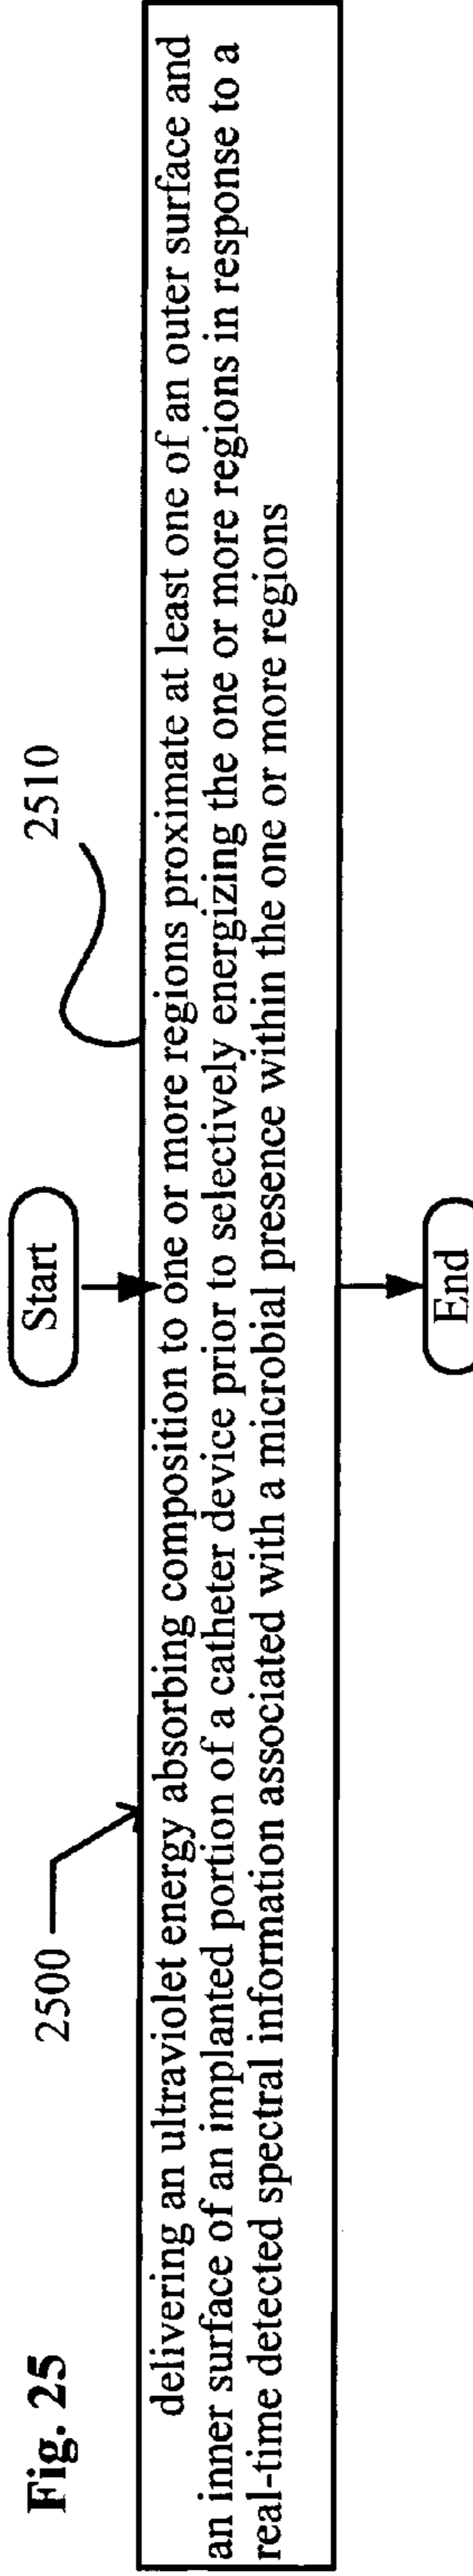 Fig. 25
2500
Start
2510
delivering an ultraviolet energy absorbing composition to one or more regions proximate at least one of an outer surface and
an inner surface of an implanted portion of a catheter device prior to selectively energizing the one or more regions in response to a
real-time detected spectral information associated with a microbial presence within the one or more regions
End